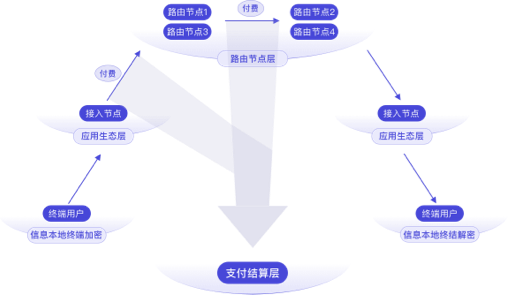 路由节点1
付费
路由节点2
路由节点3
路由节点4
路由节点层
付费
接入节点
应用生态层
接入节点
应用生态层
终端用户
信息本地终端加密
终端用户
信息本地终结解密
支付结算层